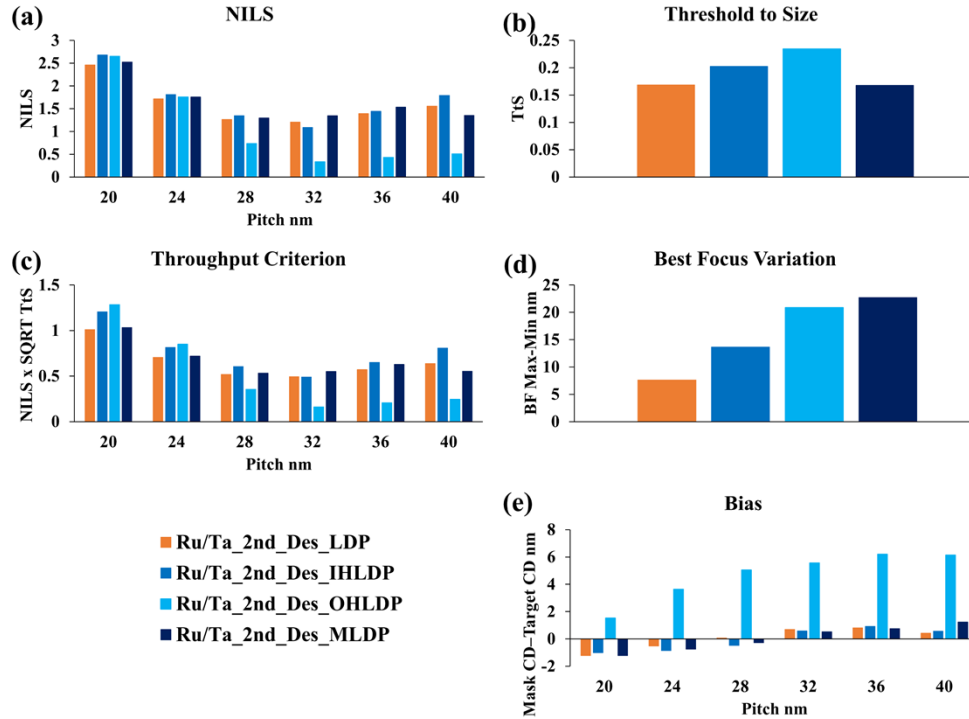 (a) NILS
3
2.5
2
1.5
1
0.5
0
NILS
20 24 28 32 36 40
Pitch nm
(b) Threshold to Size
0.25
0.2
0.15
0.1
0.05
0
TtS
(c) Throughput Criterion
1.5
1
0.5
0
NILS x SQRT TtS
20 24 28 32 36 40
Pitch nm
(d) Best Focus Variation
25
20
15
10
5
0
BF Max-Min nm
Ru/Ta_2nd_Des_LDP
Ru/Ta_2nd_Des_IHLDP
Ru/Ta_2nd_Des_OHLDP
Ru/Ta_2nd_Des_MLDP
(e) Bias
8
6
4
2
0
-2
Mask CD–Target CD nm
20 24 28 32 36 40
Pitch nm